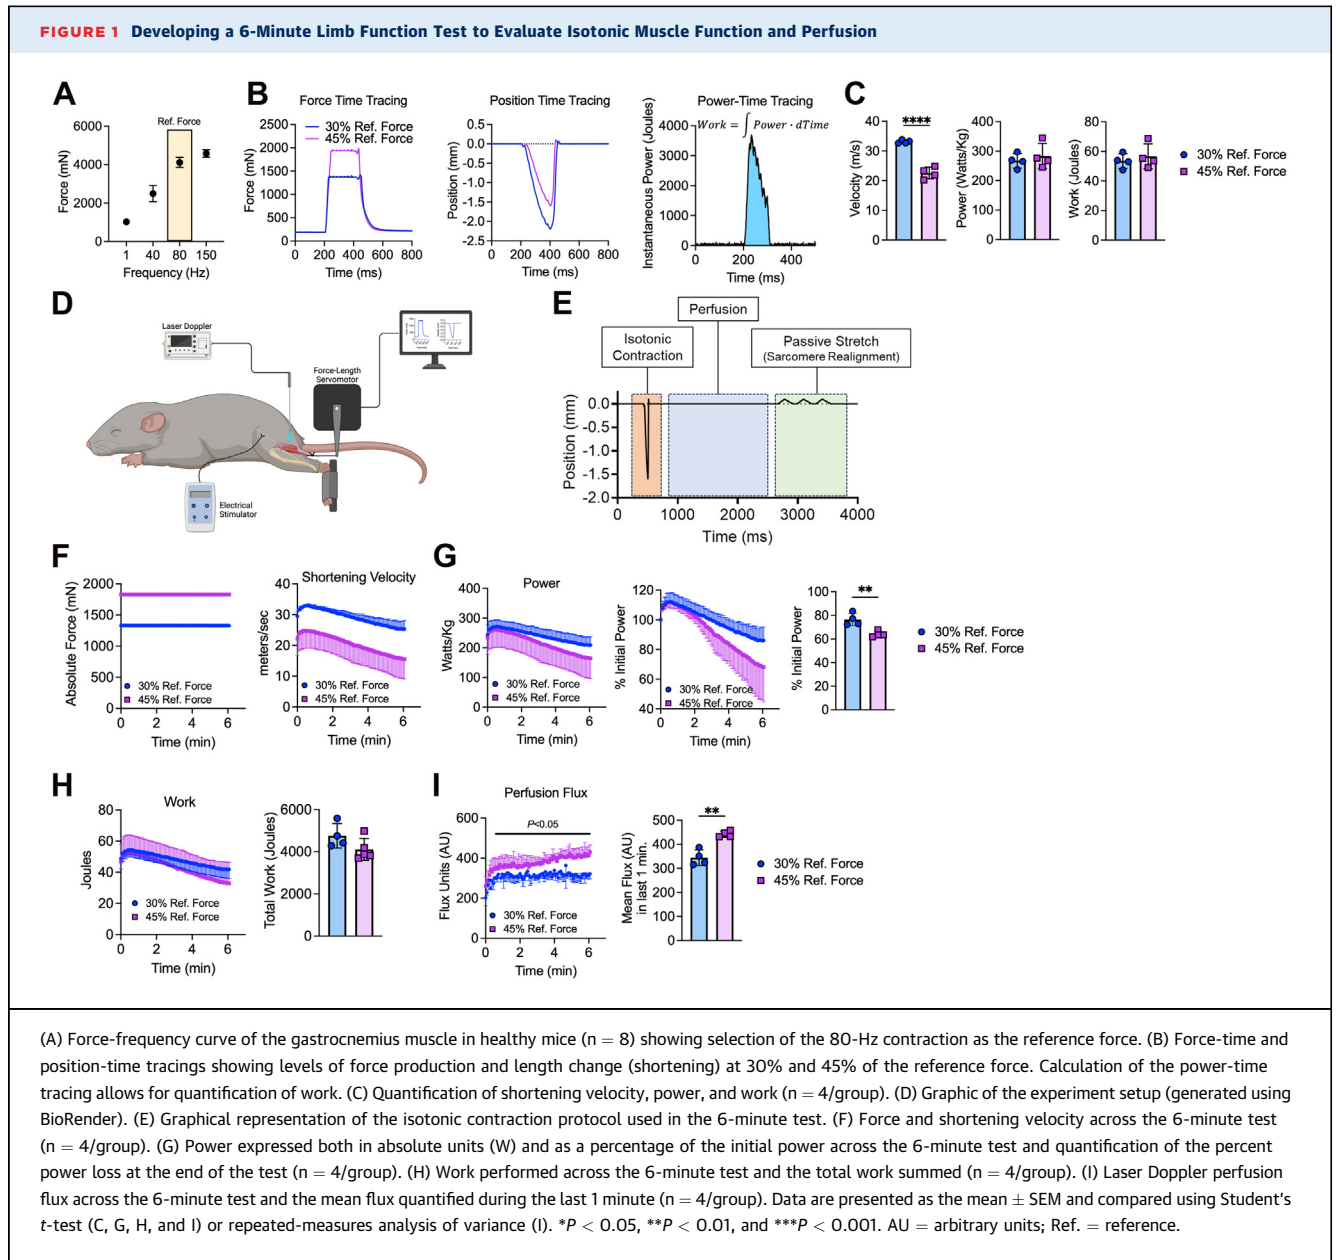 FIGURE 1 Developing a 6-Minute Limb Function Test to Evaluate Isotonic Muscle Function and Perfusion
A
Ref. Force
Force (mN)
6000
4000
2000
0
1 40 80 150
Frequency (Hz)
B
Force Time Tracing
30% Ref. Force
45% Ref. Force
Force (mN)
2500
2000
1500
1000
500
0
0 200 400 600 800
Time (ms)
Position Time Tracing
Position (mm)
0.5
0.0
-0.5
-1.0
-1.5
-2.0
-2.5
0 200 400 600 800
Time (ms)
Power-Time Tracing
Work = ∫ Power · dTime
Instantaneous Power (Joules)
4000
3000
2000
1000
0
0 200 400
Time (ms)
C
Velocity (m/s)
40
30
20
10
0
****
Power (Watts/Kg)
400
300
200
100
0
Work (Joules)
80
60
40
20
0
30% Ref. Force
45% Ref. Force
D
Laser Doppler
Force-Length
Servomotor
Electrical
Stimulator
E
Perfusion
Isotonic
Contraction
Passive Stretch
(Sarcomere Realignment)
Position (mm)
0.0
-0.5
-1.0
-1.5
-2.0
0 1000 2000 3000 4000
Time (ms)
F
Absolute Force (mN)
2000
1500
1000
500
0
30% Ref. Force
45% Ref. Force
0 2 4 6
Time (min)
Shortening Velocity
meters/sec
40
30
20
10
0
30% Ref. Force
45% Ref. Force
0 2 4 6
Time (min)
G
Power
Watts/Kg
400
300
200
100
0
30% Ref. Force
45% Ref. Force
0 2 4 6
Time (min)
% Initial Power
120
100
80
60
40
30% Ref. Force
45% Ref. Force
0 2 4 6
Time (min)
% Initial Power
100
80
60
40
20
0
**
30% Ref. Force
45% Ref. Force
H
Work
Joules
80
60
40
20
0
30% Ref. Force
45% Ref. Force
0 2 4 6
Time (min)
Total Work (Joules)
6000
4000
2000
0
I
Perfusion Flux
P<0.05
Flux Units (AU)
600
400
200
0
30% Ref. Force
45% Ref. Force
0 2 4 6
Time (min)
Mean Flux (AU)
in last 1 min.
500
400
300
200
100
0
**
30% Ref. Force
45% Ref. Force
(A) Force-frequency curve of the gastrocnemius muscle in healthy mice (n = 8) showing selection of the 80-Hz contraction as the reference force. (B) Force-time and
position-time tracings showing levels of force production and length change (shortening) at 30% and 45% of the reference force. Calculation of the power-time
tracing allows for quantification of work. (C) Quantification of shortening velocity, power, and work (n = 4/group). (D) Graphic of the experiment setup (generated using
BioRender). (E) Graphical representation of the isotonic contraction protocol used in the 6-minute test. (F) Force and shortening velocity across the 6-minute test
(n = 4/group). (G) Power expressed both in absolute units (W) and as a percentage of the initial power across the 6-minute test and quantification of the percent
power loss at the end of the test (n = 4/group). (H) Work performed across the 6-minute test and the total work summed (n = 4/group). (I) Laser Doppler perfusion
flux across the 6-minute test and the mean flux quantified during the last 1 minute (n = 4/group). Data are presented as the mean ± SEM and compared using Student's
t-test (C, G, H, and I) or repeated-measures analysis of variance (I). *P < 0.05, **P < 0.01, and ***P < 0.001. AU = arbitrary units; Ref. = reference.